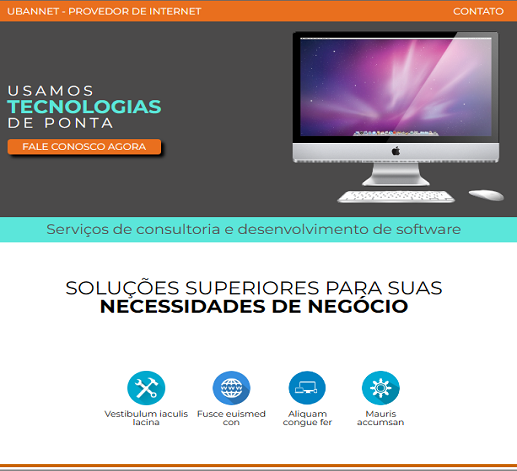 UBANNET - PROVEDOR DE INTERNET
CONTATO
USAMOS
TECNOLOGIAS
DE PONTA
FALE CONOSCO AGORA
Serviços de consultoria e desenvolvimento de software
SOLUÇÕES SUPERIORES PARA SUAS
NECESSIDADES DE NEGÓCIO
Vestibulum iaculis
lacina
Fusce euismed
con
Aliquam
congue fer
Mauris
accumsan